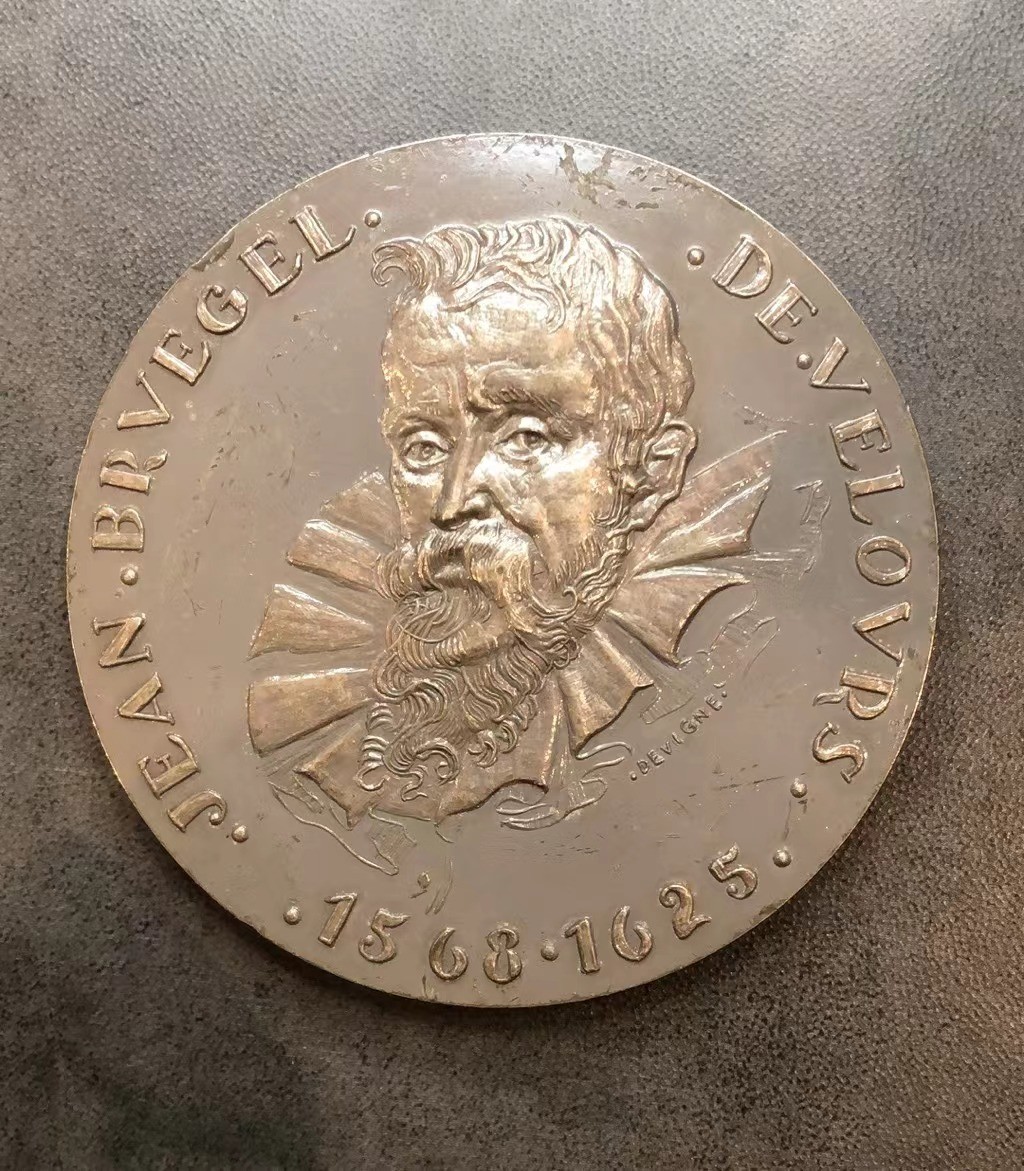 ·JEAN·BRVEGEL·
·DE·VELOVRS·
·1568·1625·
·DEVIGNE·